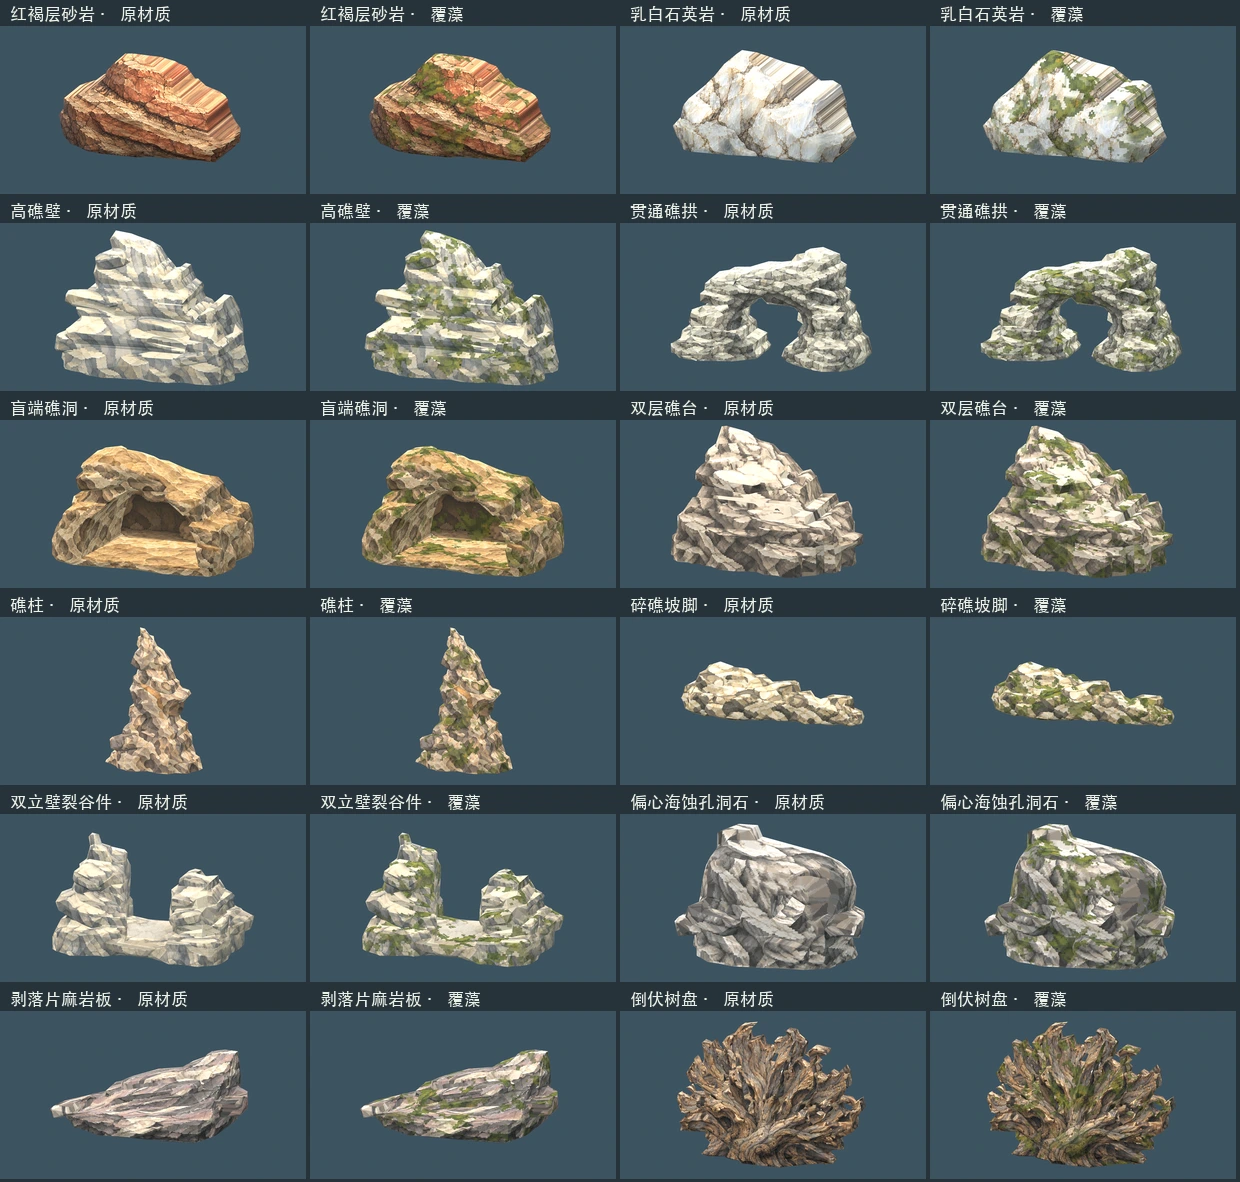 红褐层砂岩 · 原材质
红褐层砂岩 · 覆藻
乳白石英岩 · 原材质
乳白石英岩 · 覆藻
高礁壁 · 原材质
高礁壁 · 覆藻
贯通礁拱 · 原材质
贯通礁拱 · 覆藻
盲端礁洞 · 原材质
盲端礁洞 · 覆藻
双层礁台 · 原材质
双层礁台 · 覆藻
礁柱 · 原材质
礁柱 · 覆藻
碎礁坡脚 · 原材质
碎礁坡脚 · 覆藻
双立壁裂谷件 · 原材质
双立壁裂谷件 · 覆藻
偏心海蚀孔洞石 · 原材质
偏心海蚀孔洞石 · 覆藻
剥落片麻岩板 · 原材质
剥落片麻岩板 · 覆藻
倒伏树盘 · 原材质
倒伏树盘 · 覆藻